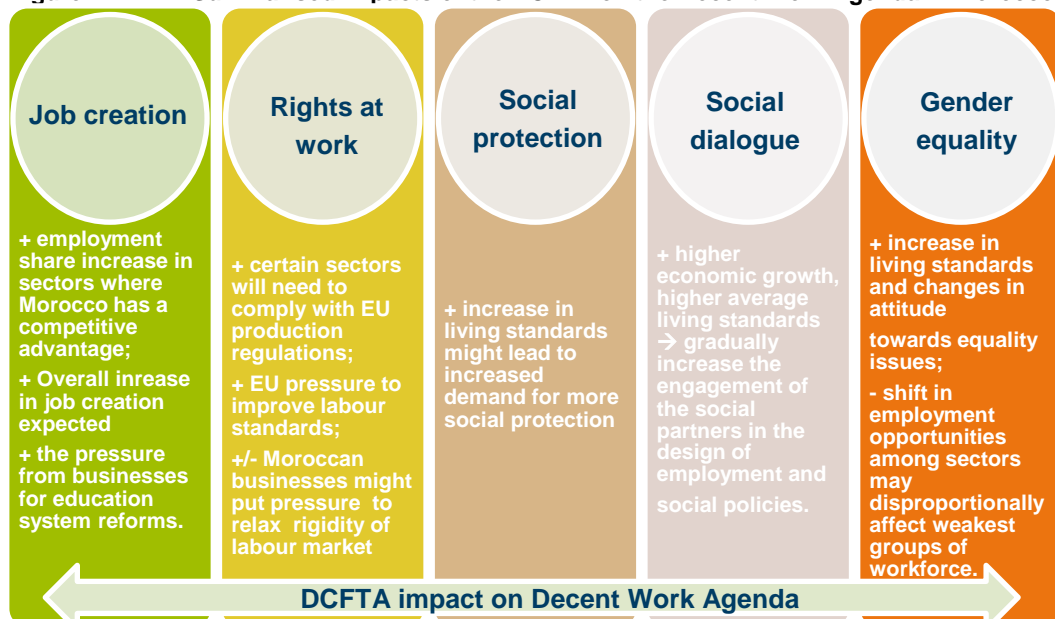 Job creation
+ employment
share increase in
sectors where
Morocco has a
competitive
advantage;
+ Overall inrease
in job creation
expected
+ the pressure
from businesses
for education
system reforms.
Rights at
work
+ certain sectors
will need to
comply with EU
production
regulations;
+ EU pressure to
improve labour
standards;
+/- Moroccan
businesses might
put pressure to
relax rigidity of
labour market
Social
protection
+ increase in
living standards
might lead to
increased
demand for more
social protection
Social
dialogue
+ higher
economic growth,
higher average
living standards
→ gradually
increase the
engagement of
the social
partners in the
design of
employment and
social policies.
Gender
equality
+ increase in
living standards
and changes in
attitude
towards equality
issues;
- shift in
employment
opportunities
among sectors
may
disproportionally
affect weakest
groups of
workforce.
DCFTA impact on Decent Work Agenda